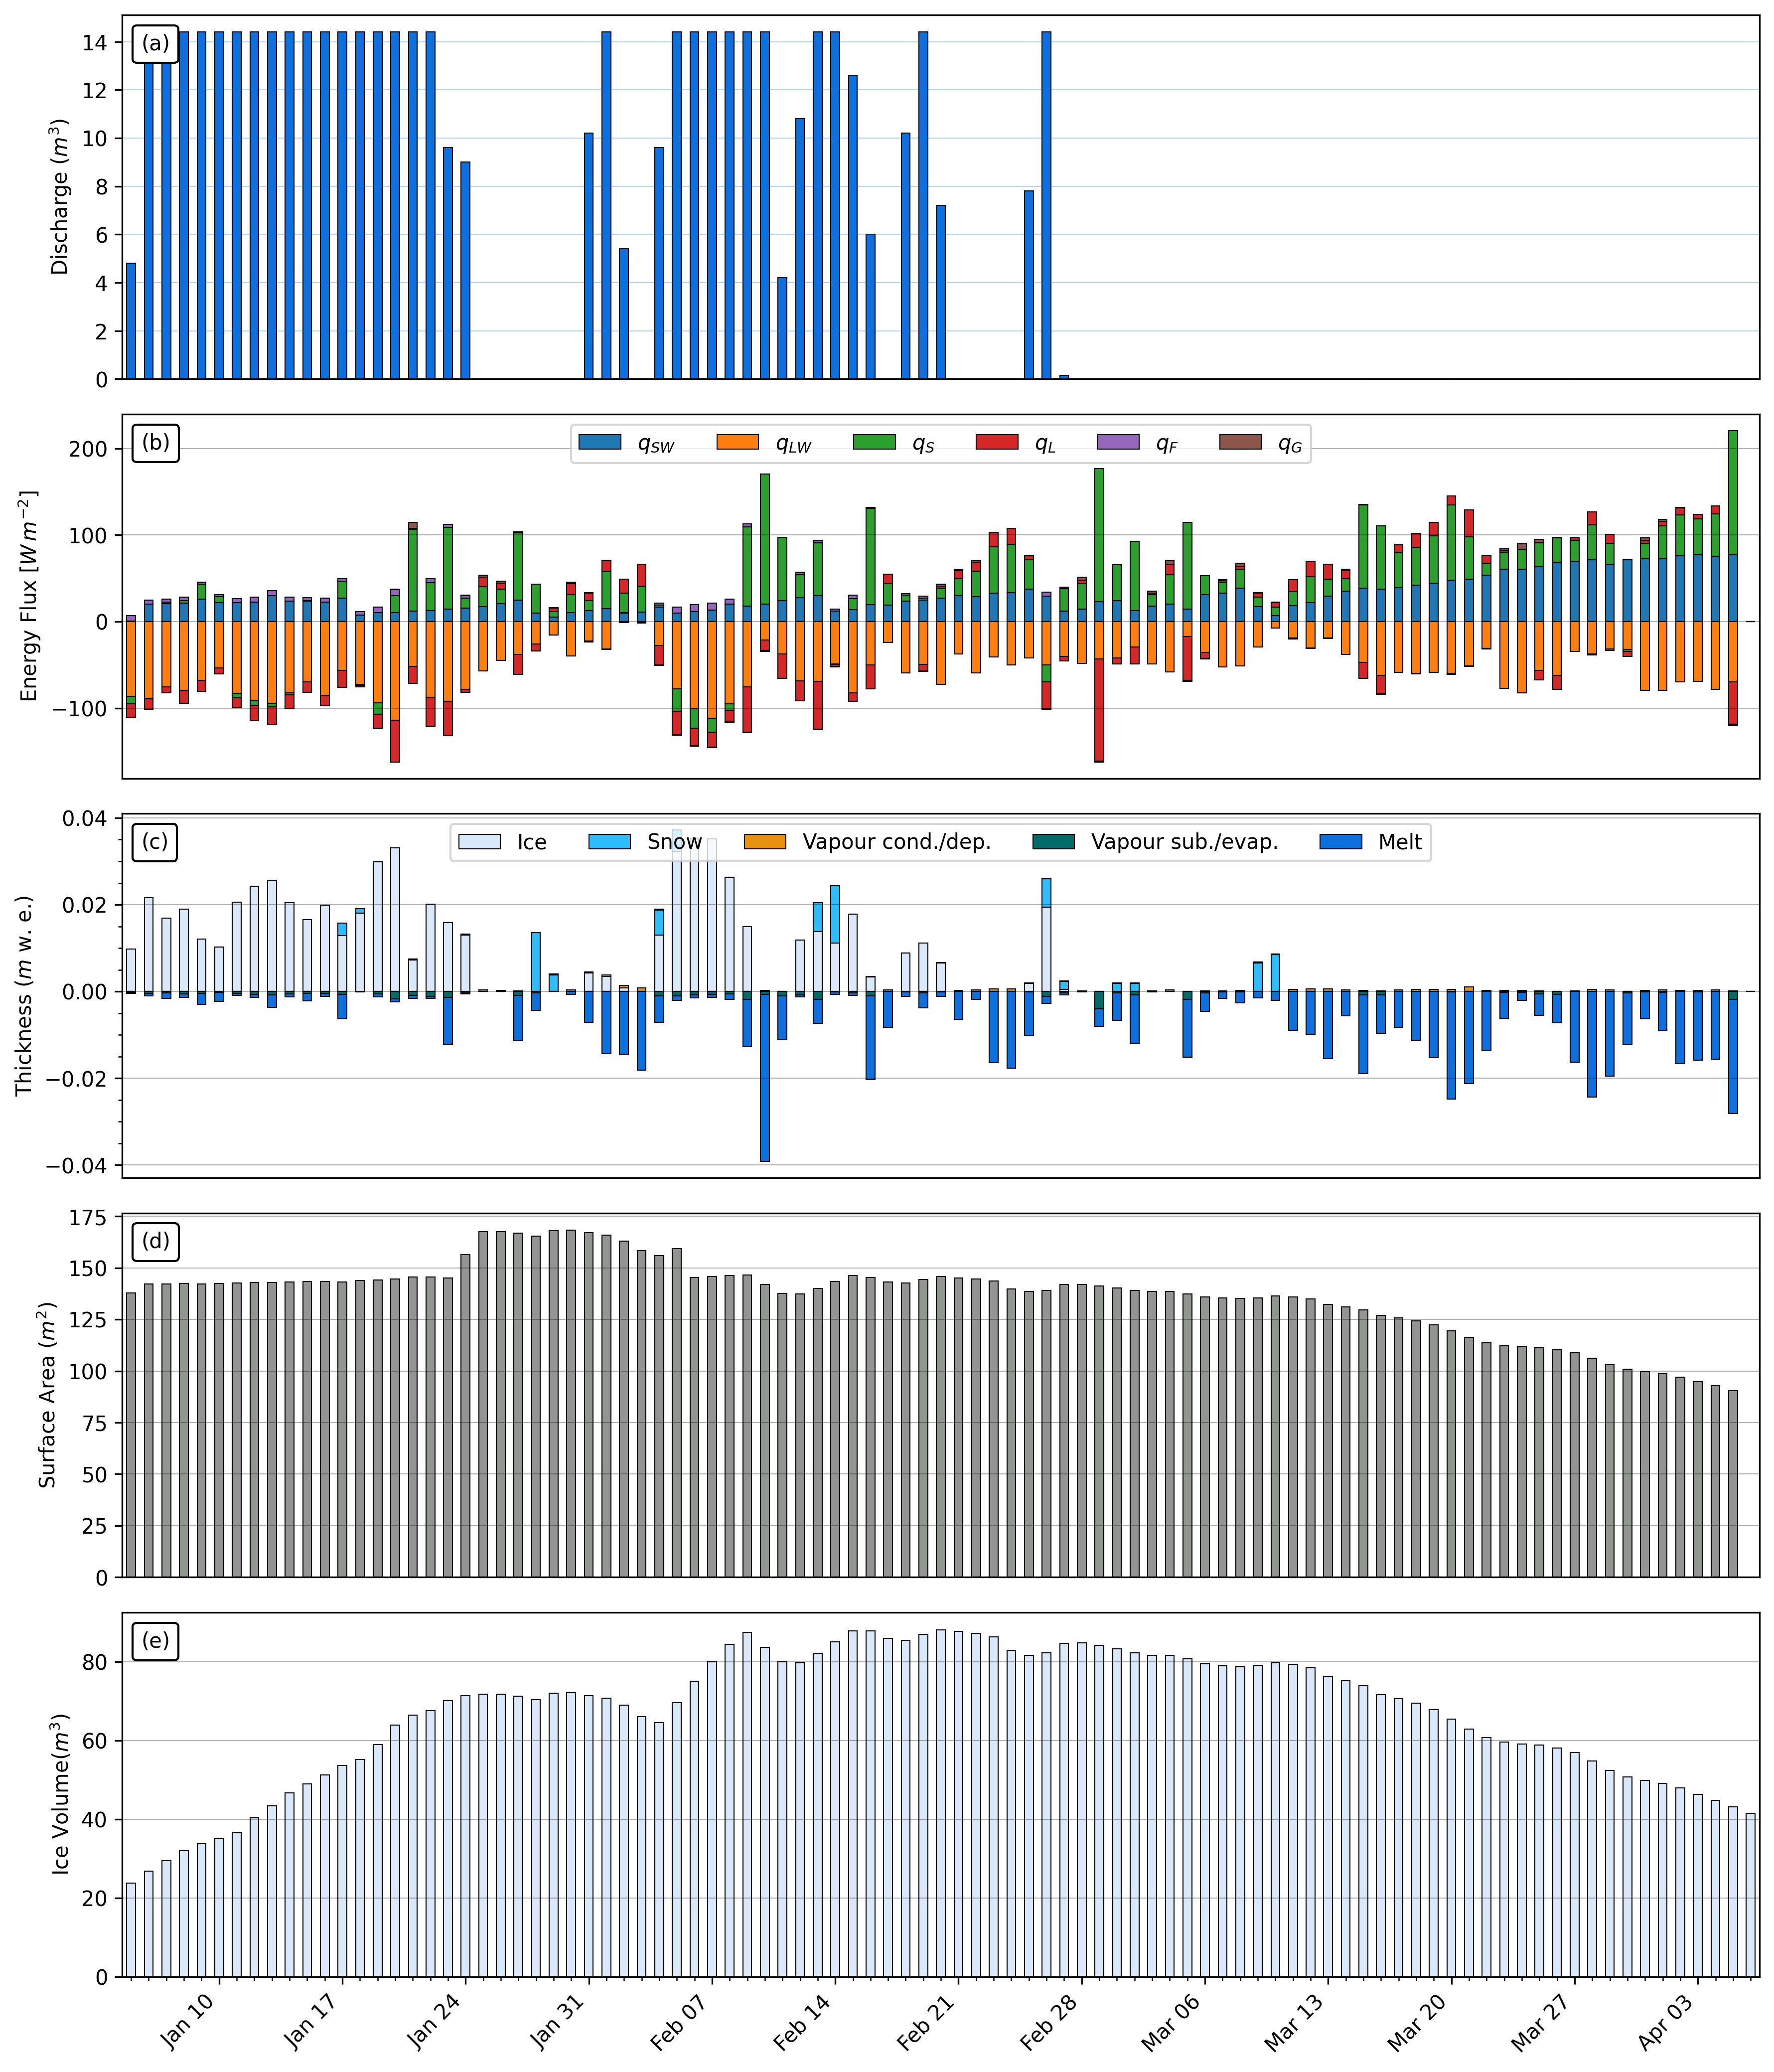 (a)
14
12
10
8
6
4
2
0
Discharge (m³)
(b)
q_SW q_LW q_S q_L q_F q_G
200
100
0
−100
Energy Flux [W m⁻²]
(c)
Ice Snow Vapour cond./dep. Vapour sub./evap. Melt
0.04
0.02
0.00
−0.02
−0.04
Thickness (m w. e.)
(d)
175
150
125
100
75
50
25
0
Surface Area (m²)
(e)
80
60
40
20
0
Ice Volume(m³)
Jan 10 Jan 17 Jan 24 Jan 31 Feb 07 Feb 14 Feb 21 Feb 28 Mar 06 Mar 13 Mar 20 Mar 27 Apr 03